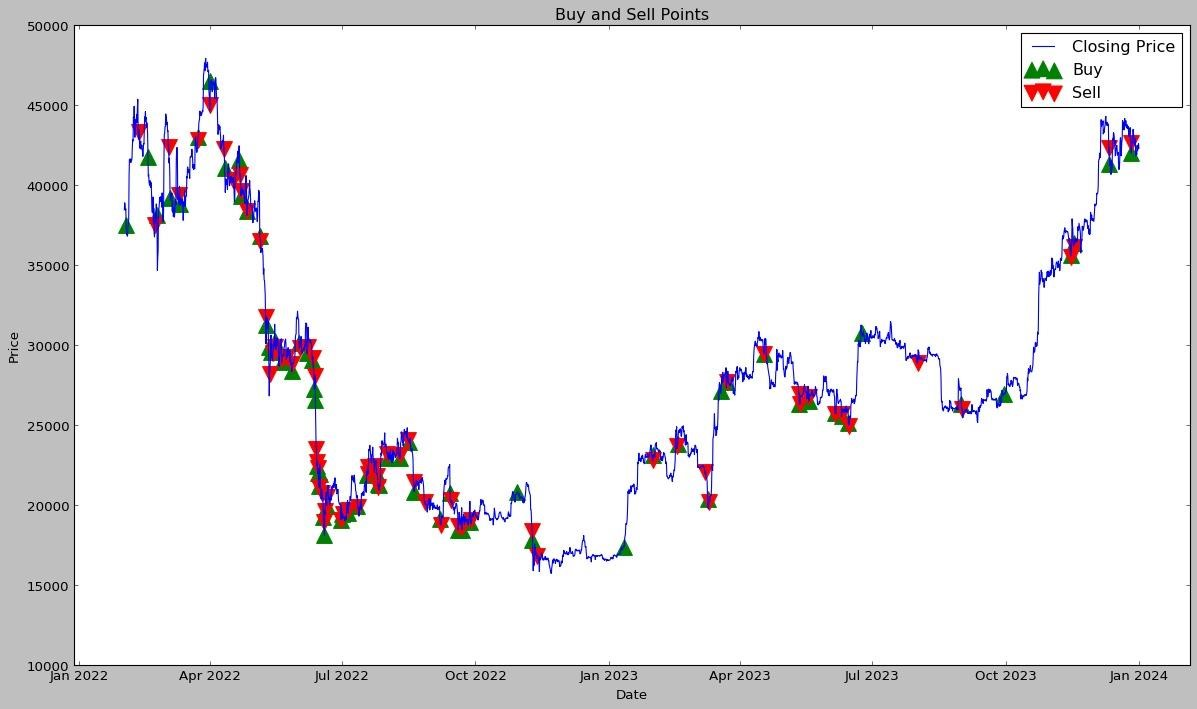 Buy and Sell Points
50000
45000
40000
35000
30000
25000
20000
15000
10000
Price
Closing Price
Buy
Sell
Jan 2022 Apr 2022 Jul 2022 Oct 2022 Jan 2023 Apr 2023 Jul 2023 Oct 2023 Jan 2024
Date